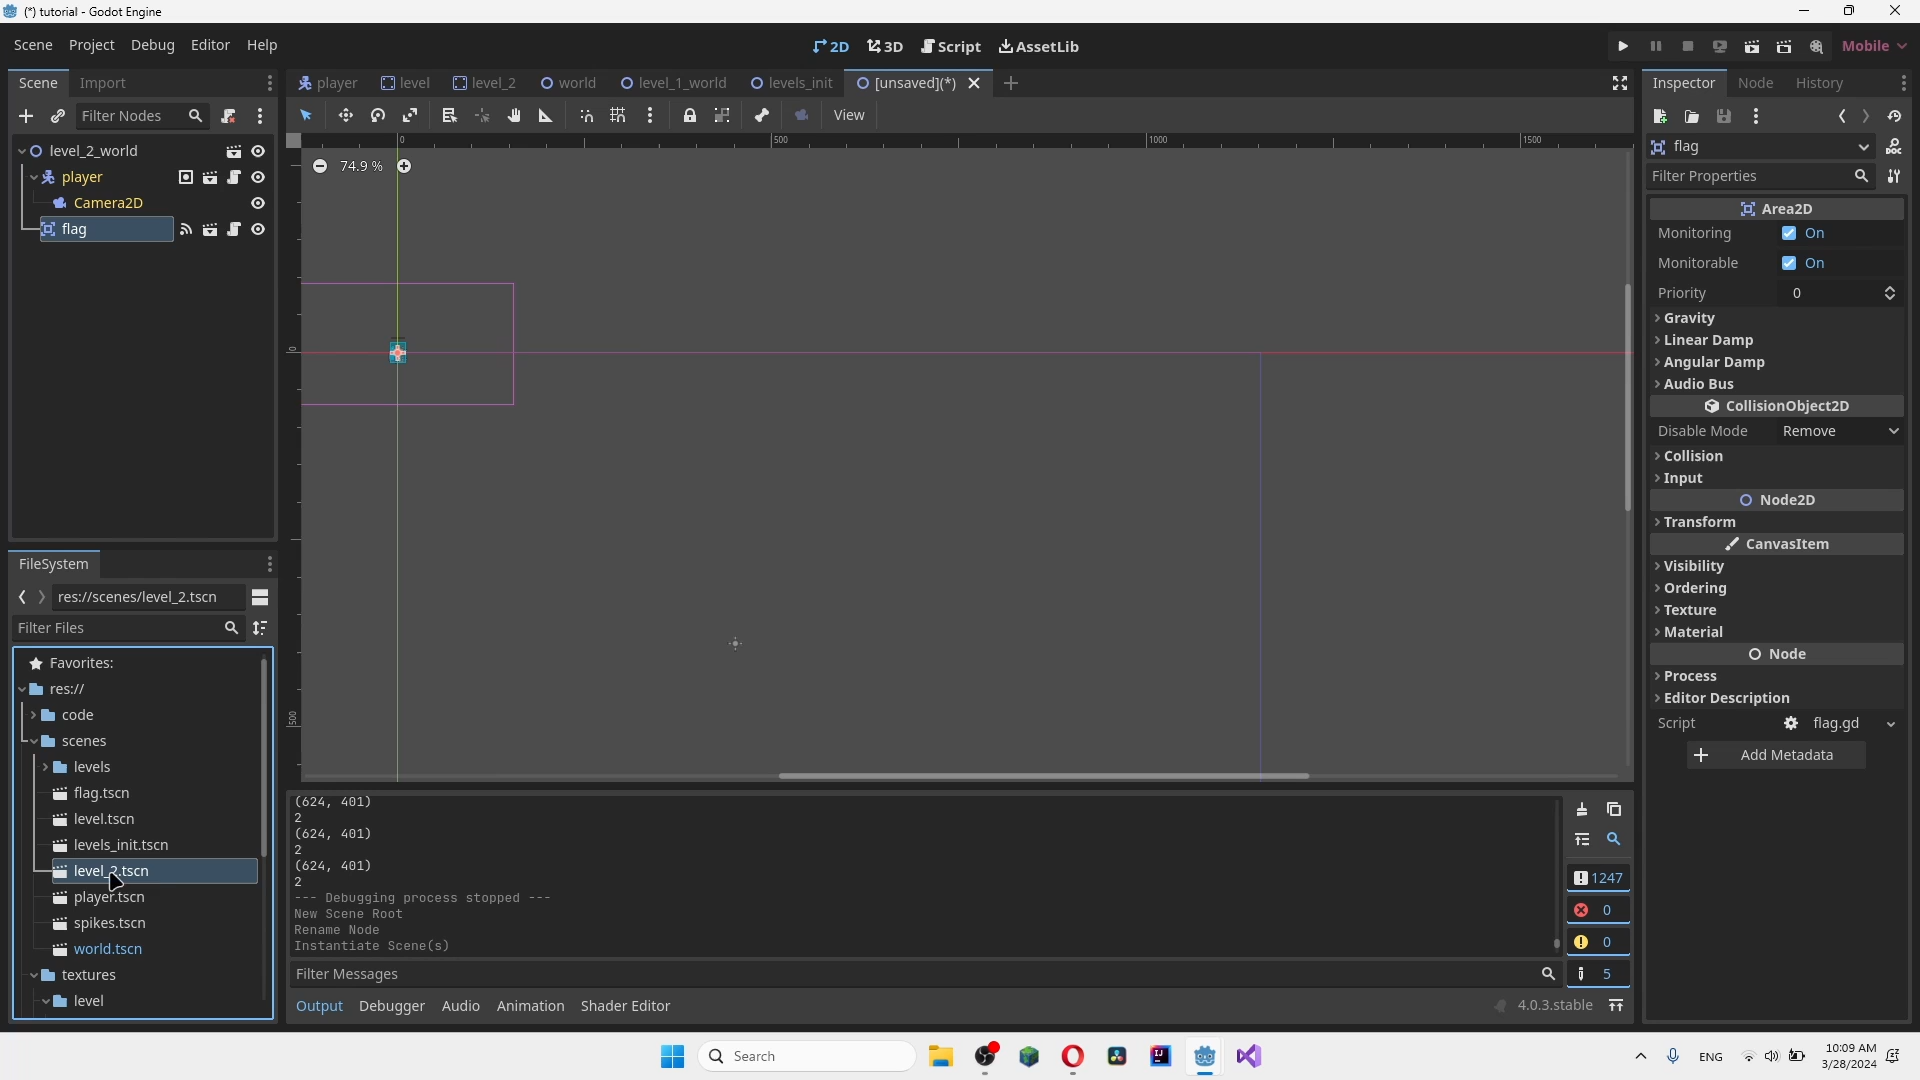 (*) tutorial - Godot Engine
Scene Project Debug Editor Help
2D 3D Script AssetLib
Mobile
Scene Import
player level level_2 world level_1_world levels_init [unsaved](*)
Inspector Node History
Filter Nodes
View
level_2_world
player
Camera2D
flag
0 500 1000 1500
74.9 %
0
500
flag
Filter Properties
Area2D
Monitoring On
Monitorable On
Priority 0
Gravity
Linear Damp
Angular Damp
Audio Bus
CollisionObject2D
Disable Mode Remove
Collision
Input
Node2D
Transform
CanvasItem
Visibility
Ordering
Texture
Material
Node
Process
Editor Description
Script flag.gd
Add Metadata
FileSystem
res://scenes/level_2.tscn
Filter Files
Favorites:
res://
code
scenes
levels
flag.tscn
level.tscn
levels_init.tscn
level_2.tscn
player.tscn
spikes.tscn
world.tscn
textures
level
(624, 401)
2
(624, 401)
2
(624, 401)
2
--- Debugging process stopped ---
New Scene Root
Rename Node
Instantiate Scene(s)
1247
0
0
5
Filter Messages
Output Debugger Audio Animation Shader Editor
4.0.3.stable
Search
ENG
10:09 AM
3/28/2024